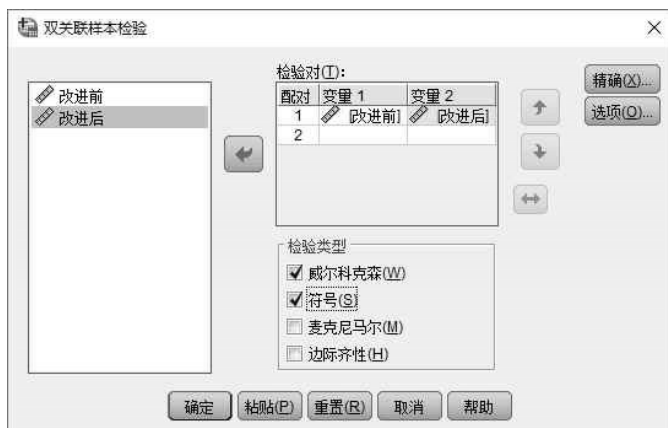 双关联样本检验
改进前
改进后
检验对(T):
配对 变量 1 变量 2
1 [改进前] [改进后]
2
精确(X)...
选项(O)...
检验类型
威尔科克森(W)
符号(S)
麦克尼马尔(M)
边际齐性(H)
确定 粘贴(P) 重置(R) 取消 帮助